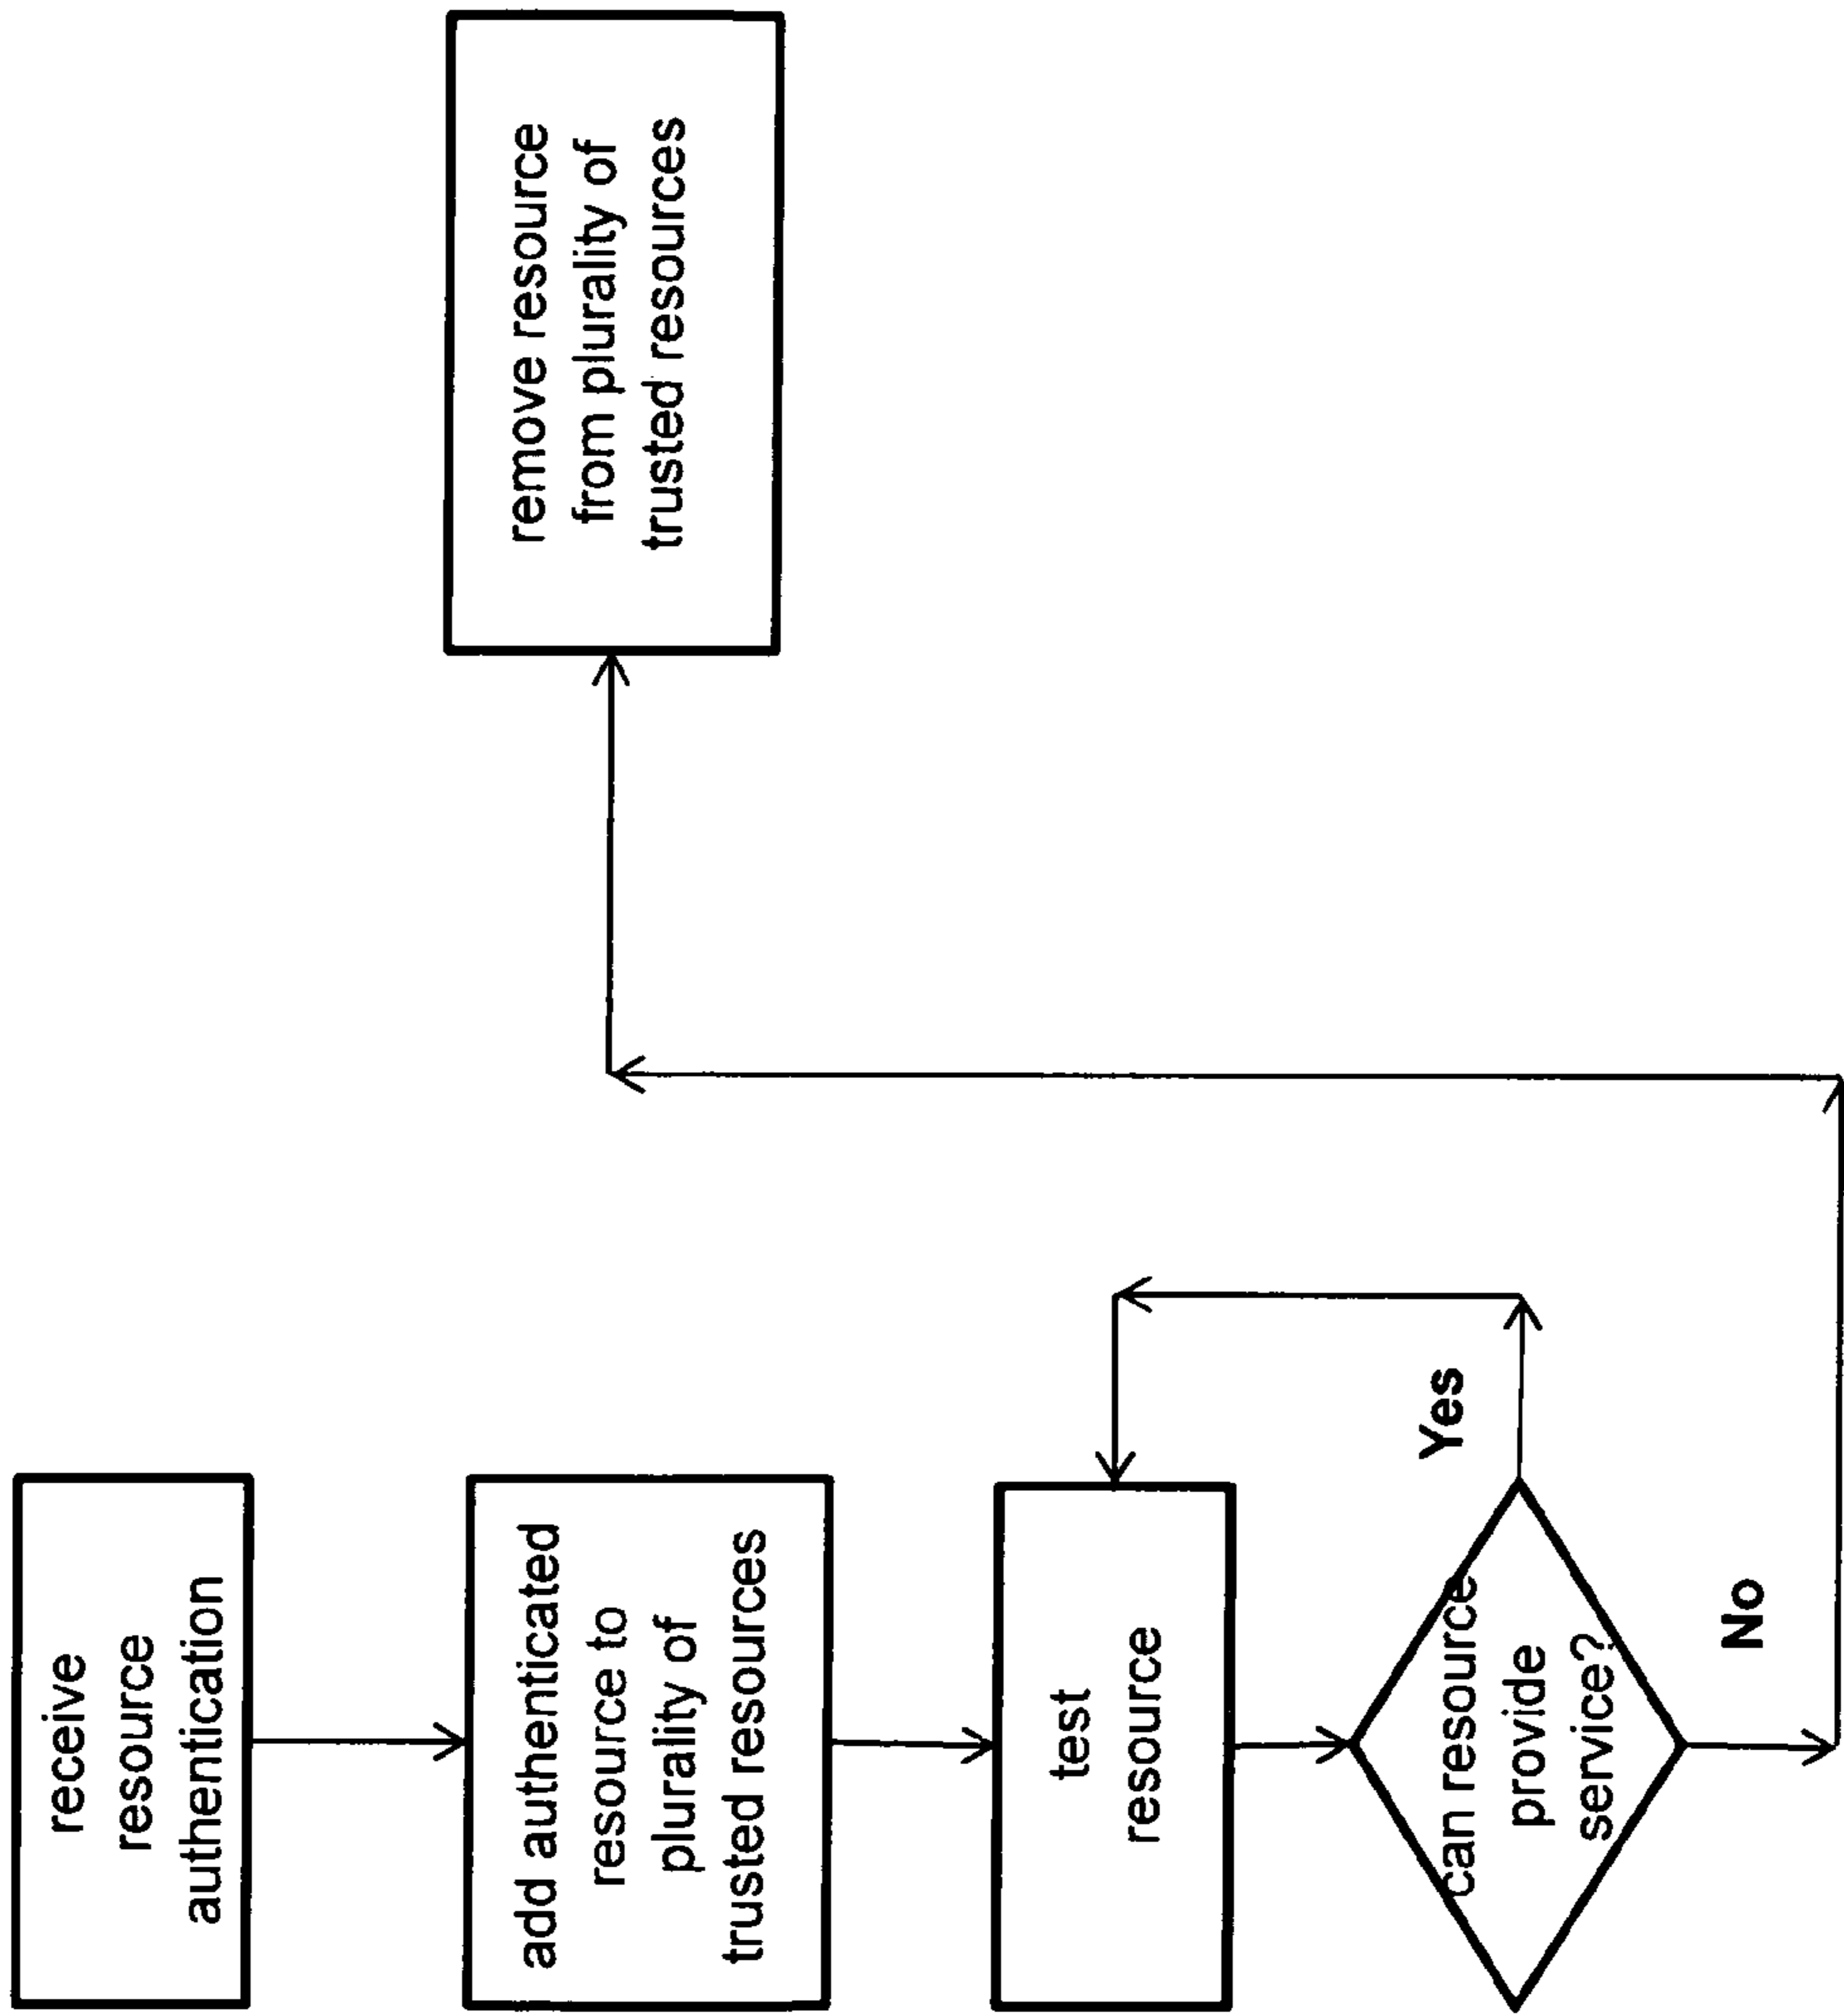 receive
resource
authentication
add authenticated
resource to
plurality of
trusted resources
test
resource
can resource
provide
service?
Yes
No
remove resource
from plurality of
trusted resources